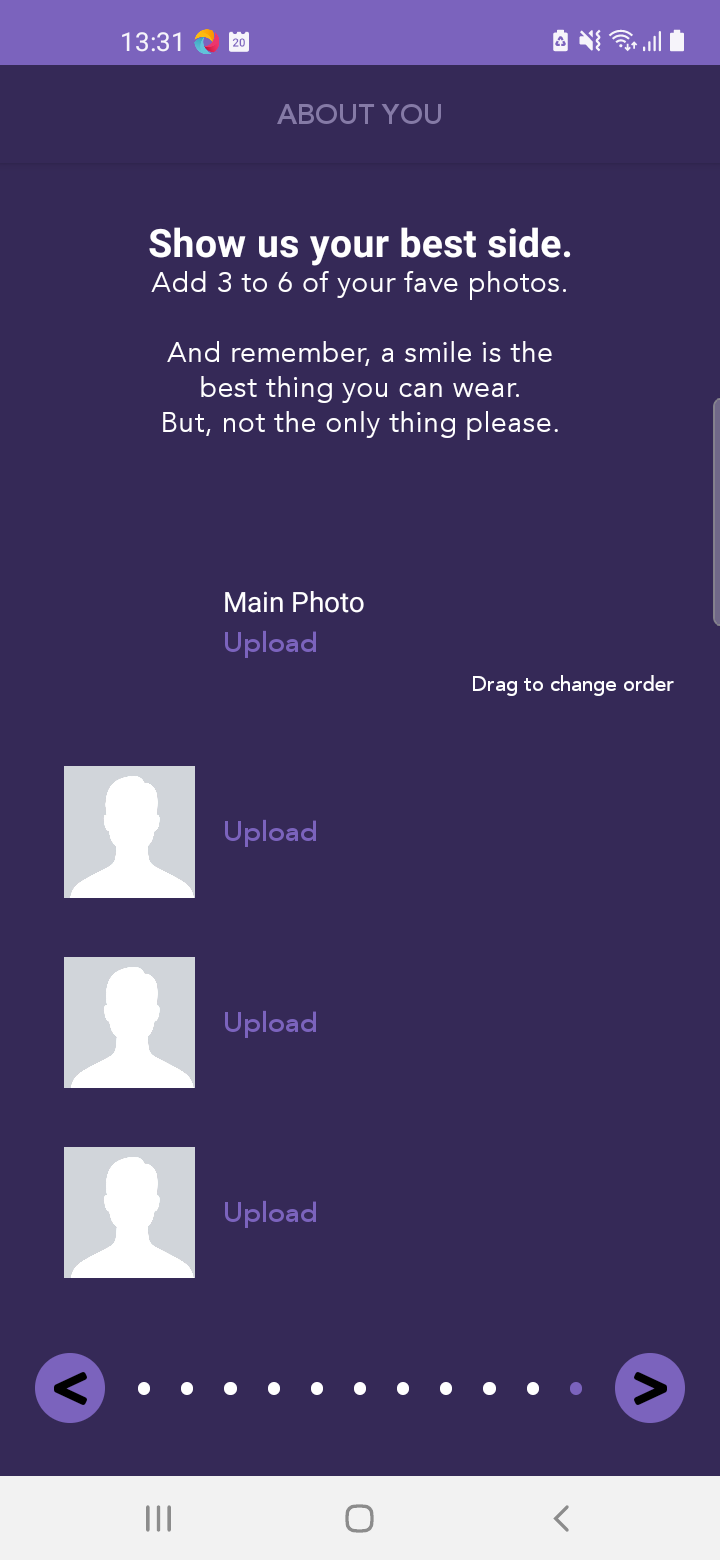 13:31
20
ABOUT YOU
Show us your best side.
Add 3 to 6 of your fave photos.
And remember, a smile is the
best thing you can wear.
But, not the only thing please.
Main Photo
Upload
Drag to change order
Upload
Upload
Upload
< >